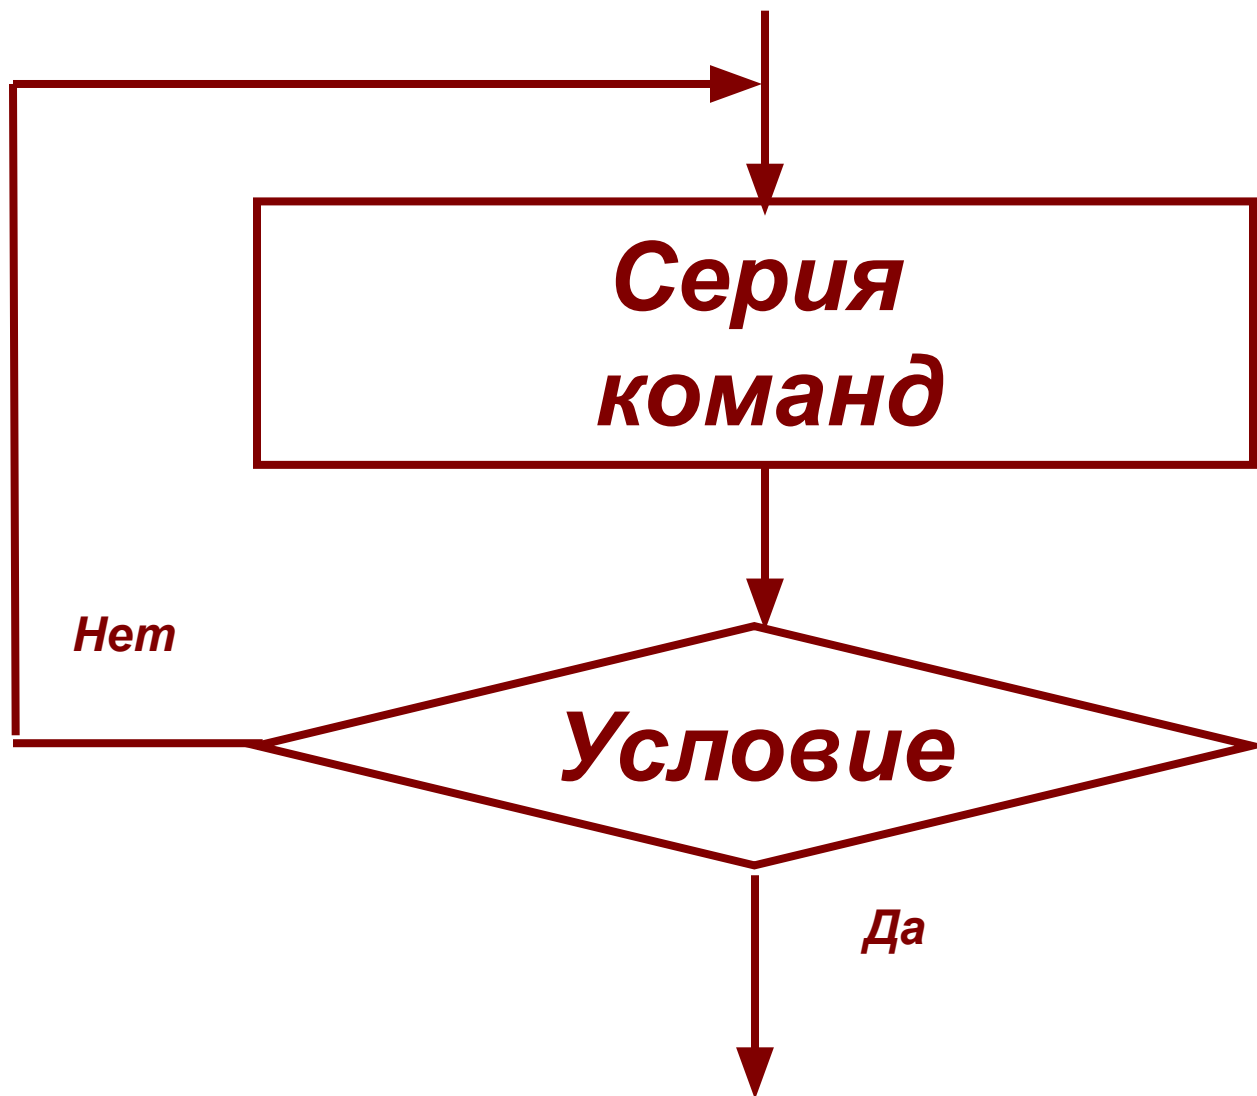 Серия
команд
Нет
Условие
Да